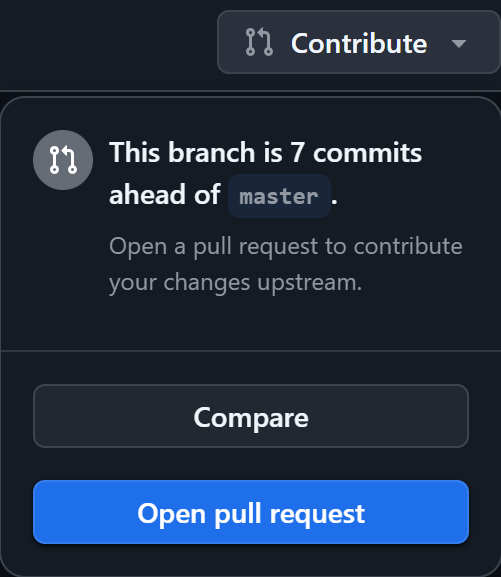 Contribute
This branch is 7 commits
ahead of master.
Open a pull request to contribute
your changes upstream.
Compare
Open pull request